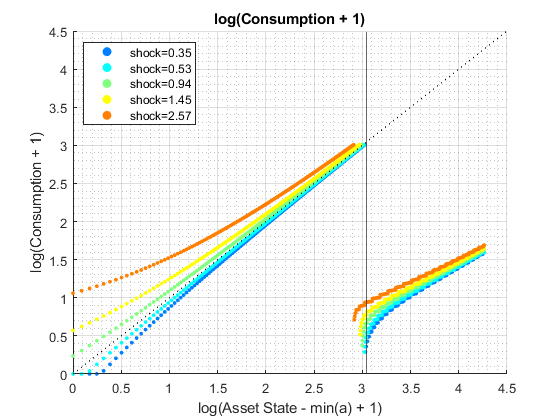 log(Consumption + 1)
4.5
4
3.5
3
2.5
2
1.5
1
0.5
0
log(Consumption + 1)
shock=0.35
shock=0.53
shock=0.94
shock=1.45
shock=2.57
0 0.5 1 1.5 2 2.5 3 3.5 4 4.5
log(Asset State - min(a) + 1)